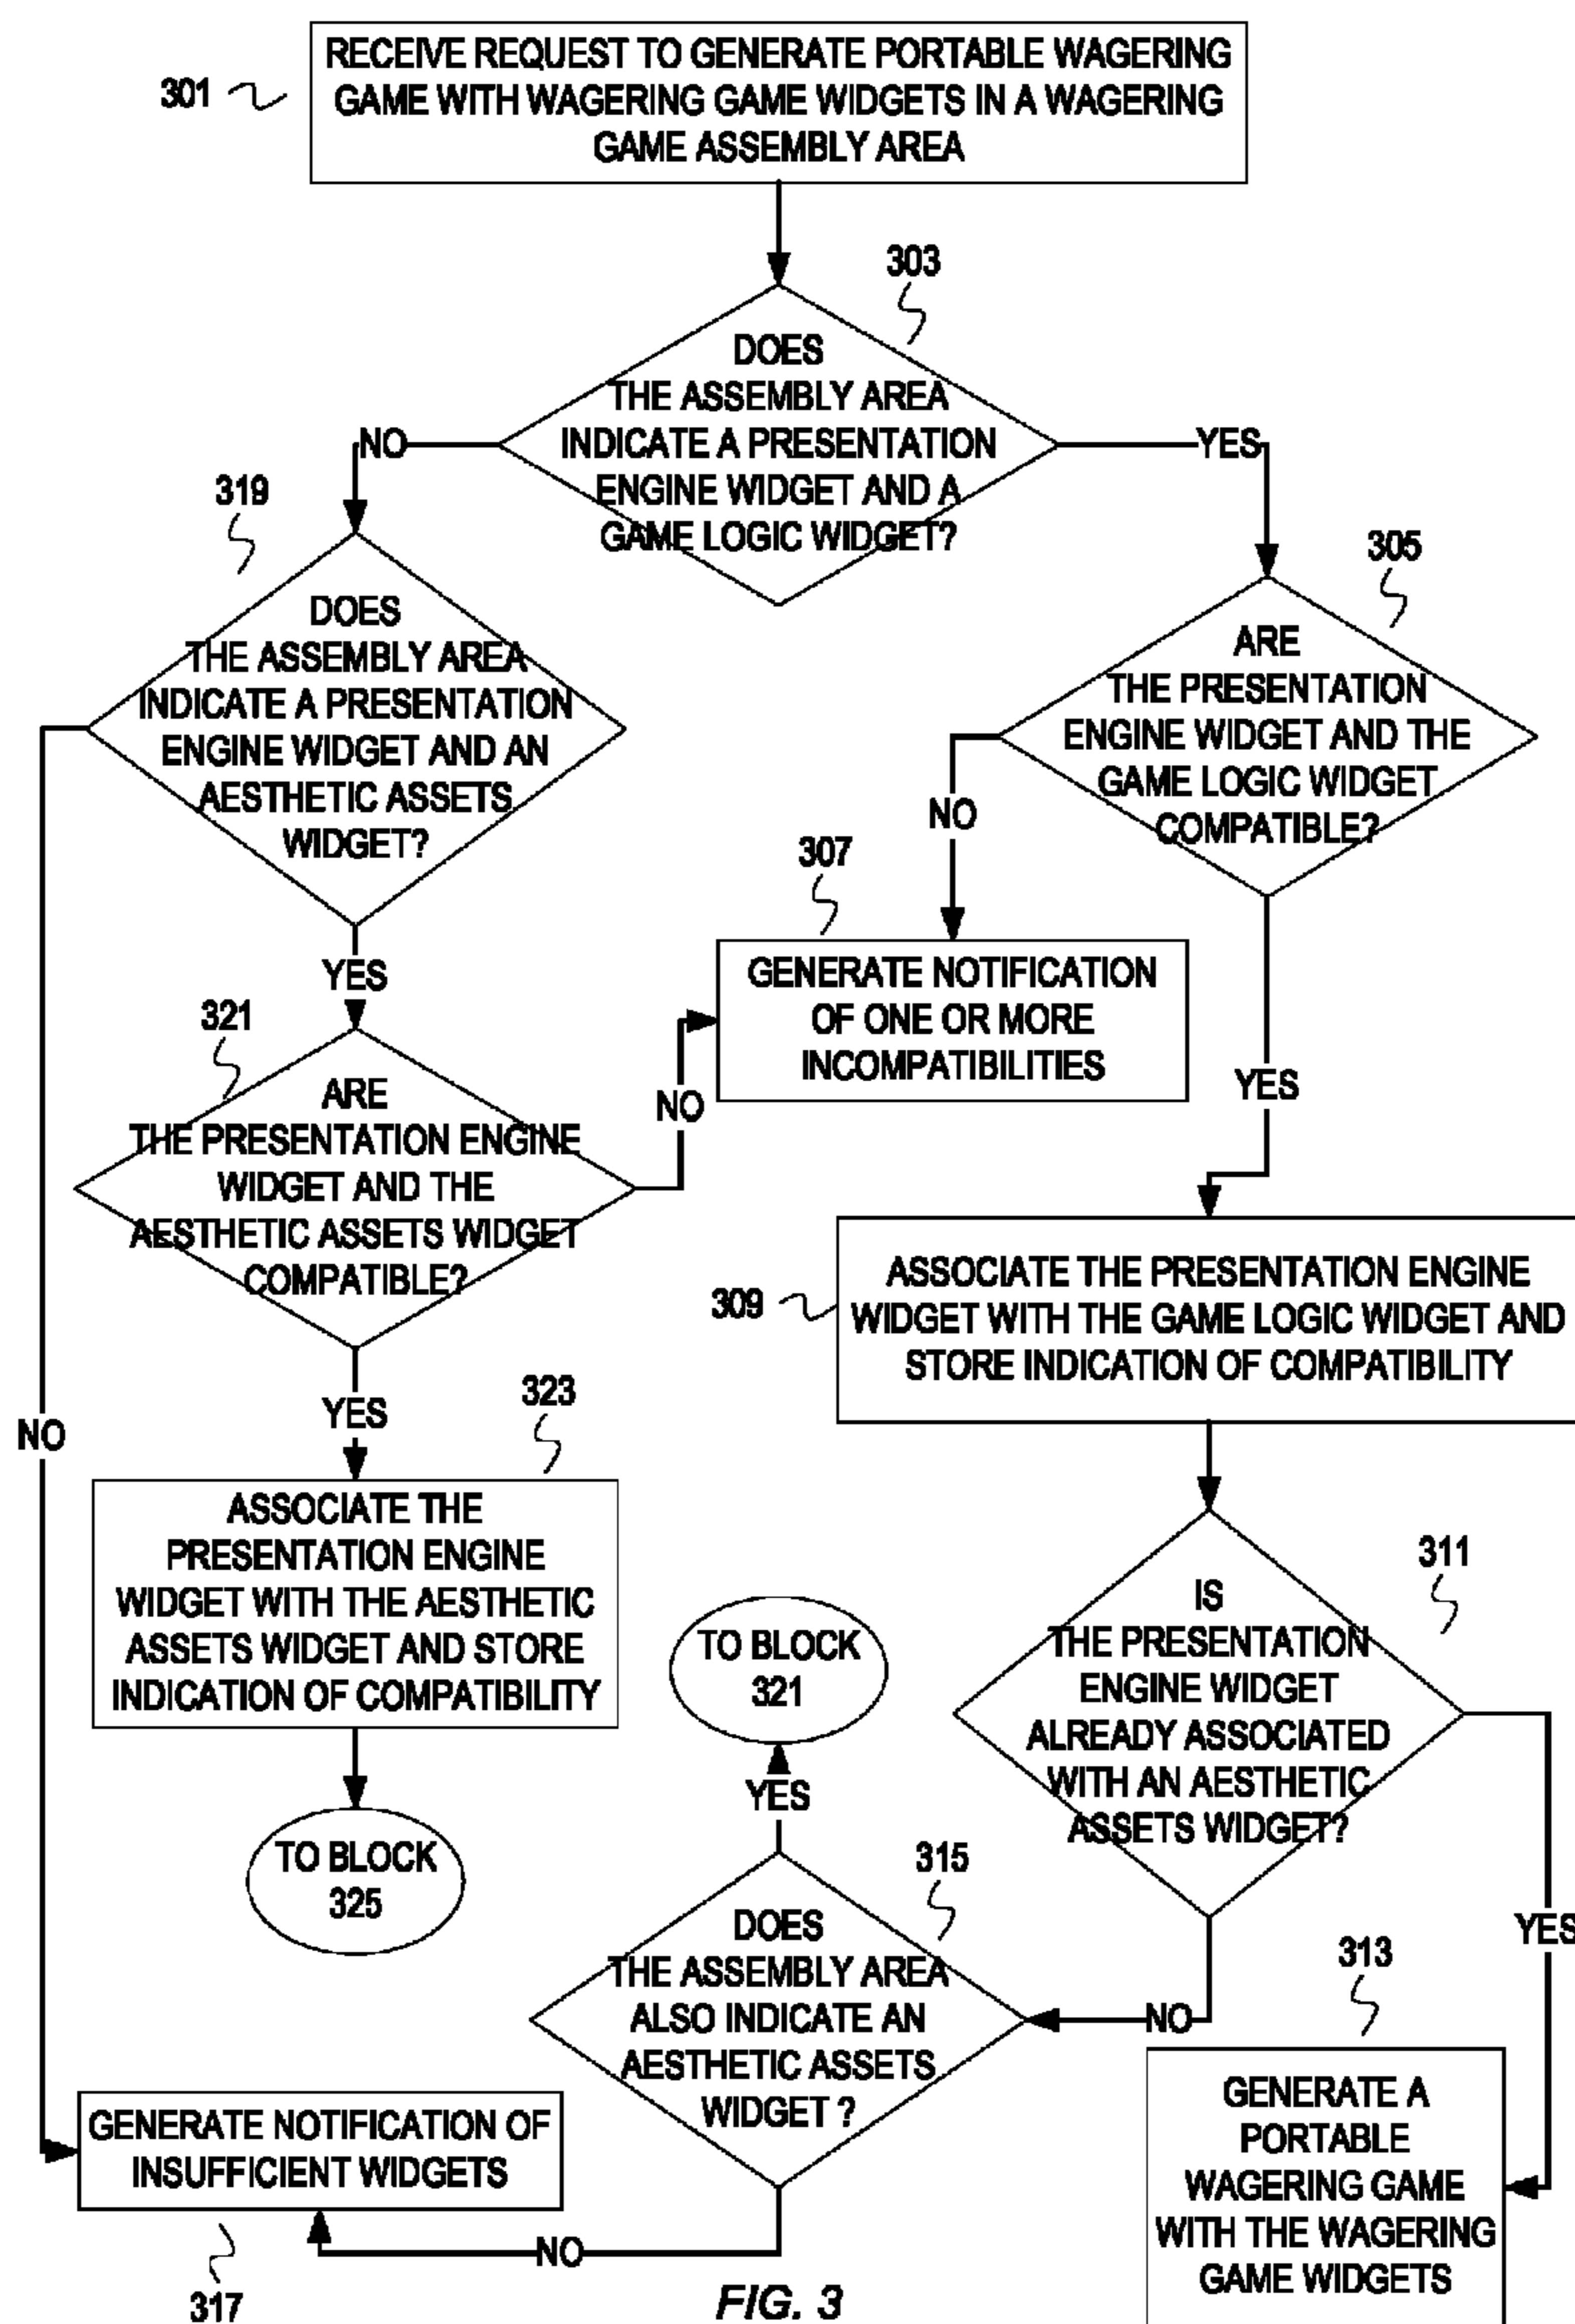 RECEIVE REQUEST TO GENERATE PORTABLE WAGERING
GAME WITH WAGERING GAME WIDGETS IN A WAGERING
GAME ASSEMBLY AREA
301
303
DOES
THE ASSEMBLY AREA
INDICATE A PRESENTATION
ENGINE WIDGET AND A
GAME LOGIC WIDGET?
NO
YES
319
DOES
THE ASSEMBLY AREA
INDICATE A PRESENTATION
ENGINE WIDGET AND AN
AESTHETIC ASSETS
WIDGET?
305
ARE
THE PRESENTATION
ENGINE WIDGET AND THE
GAME LOGIC WIDGET
COMPATIBLE?
NO
307
GENERATE NOTIFICATION
OF ONE OR MORE
INCOMPATIBILITIES
YES
YES
321
ARE
THE PRESENTATION ENGINE
WIDGET AND THE
AESTHETIC ASSETS WIDGET
COMPATIBLE?
NO
309
ASSOCIATE THE PRESENTATION ENGINE
WIDGET WITH THE GAME LOGIC WIDGET AND
STORE INDICATION OF COMPATIBILITY
YES
NO
323
ASSOCIATE THE
PRESENTATION ENGINE
WIDGET WITH THE AESTHETIC
ASSETS WIDGET AND STORE
INDICATION OF COMPATIBILITY
TO BLOCK
325
311
IS
THE PRESENTATION
ENGINE WIDGET
ALREADY ASSOCIATED
WITH AN AESTHETIC
ASSETS WIDGET?
TO BLOCK
321
YES
315
DOES
THE ASSEMBLY AREA
ALSO INDICATE AN
AESTHETIC ASSETS
WIDGET ?
NO
YES
313
GENERATE A
PORTABLE
WAGERING GAME
WITH THE WAGERING
GAME WIDGETS
GENERATE NOTIFICATION OF
INSUFFICIENT WIDGETS
NO
317
FIG. 3